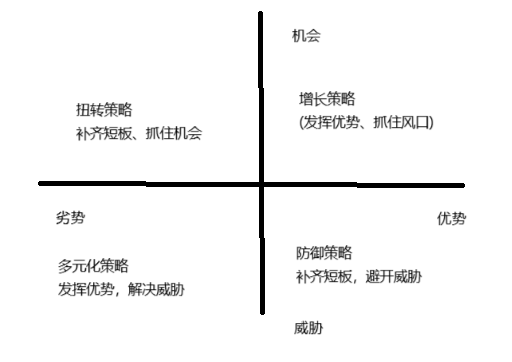 机会
增长策略
(发挥优势、抓住风口)
扭转策略
补齐短板、抓住机会
劣势
优势
防御策略
补齐短板，避开威胁
多元化策略
发挥优势，解决威胁
威胁